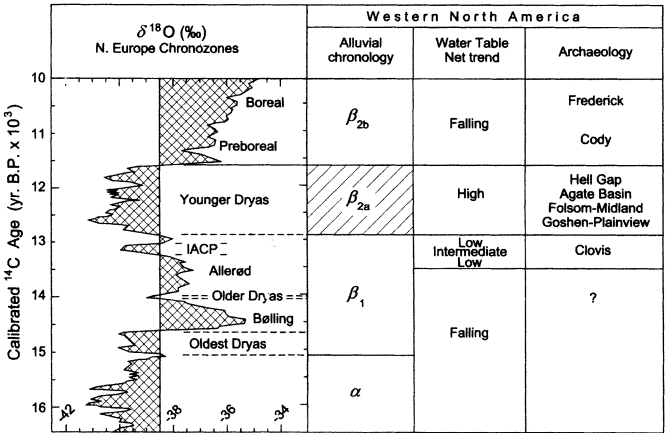 δ ¹⁸O (‰)
N. Europe Chronozones
Western North America
Alluvial
chronology
Water Table
Net trend
Archaeology
Calibrated ¹⁴C Age (yr. B.P. x 10³)
10
11
12
13
14
15
16
Boreal
Preboreal
Younger Dryas
IACP
Allerød
Older Dryas
Bølling
Oldest Dryas
-42
-38
-36
-34
β2b
β2a
β1
α
Falling
High
Low
Intermediate
Low
Falling
Frederick
Cody
Hell Gap
Agate Basin
Folsom-Midland
Goshen-Plainview
Clovis
?